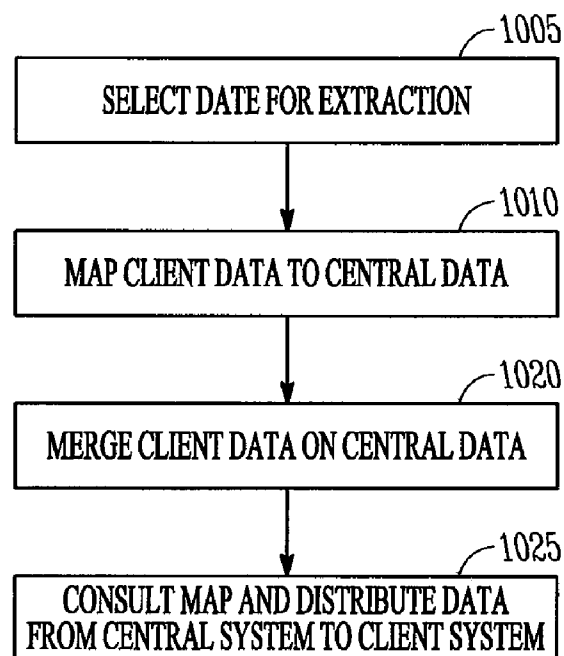 1005
SELECT DATE FOR EXTRACTION
1010
MAP CLIENT DATA TO CENTRAL DATA
1020
MERGE CLIENT DATA ON CENTRAL DATA
1025
CONSULT MAP AND DISTRIBUTE DATA
FROM CENTRAL SYSTEM TO CLIENT SYSTEM